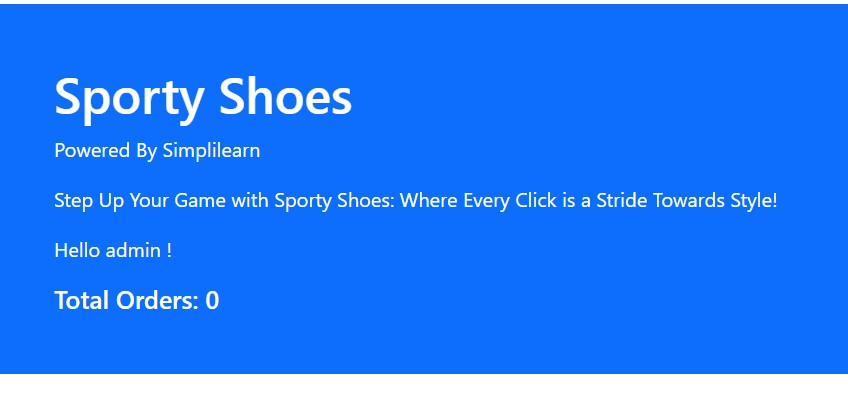 Sporty Shoes
Powered By Simplilearn
Step Up Your Game with Sporty Shoes: Where Every Click is a Stride Towards Style!
Hello admin !
Total Orders: 0